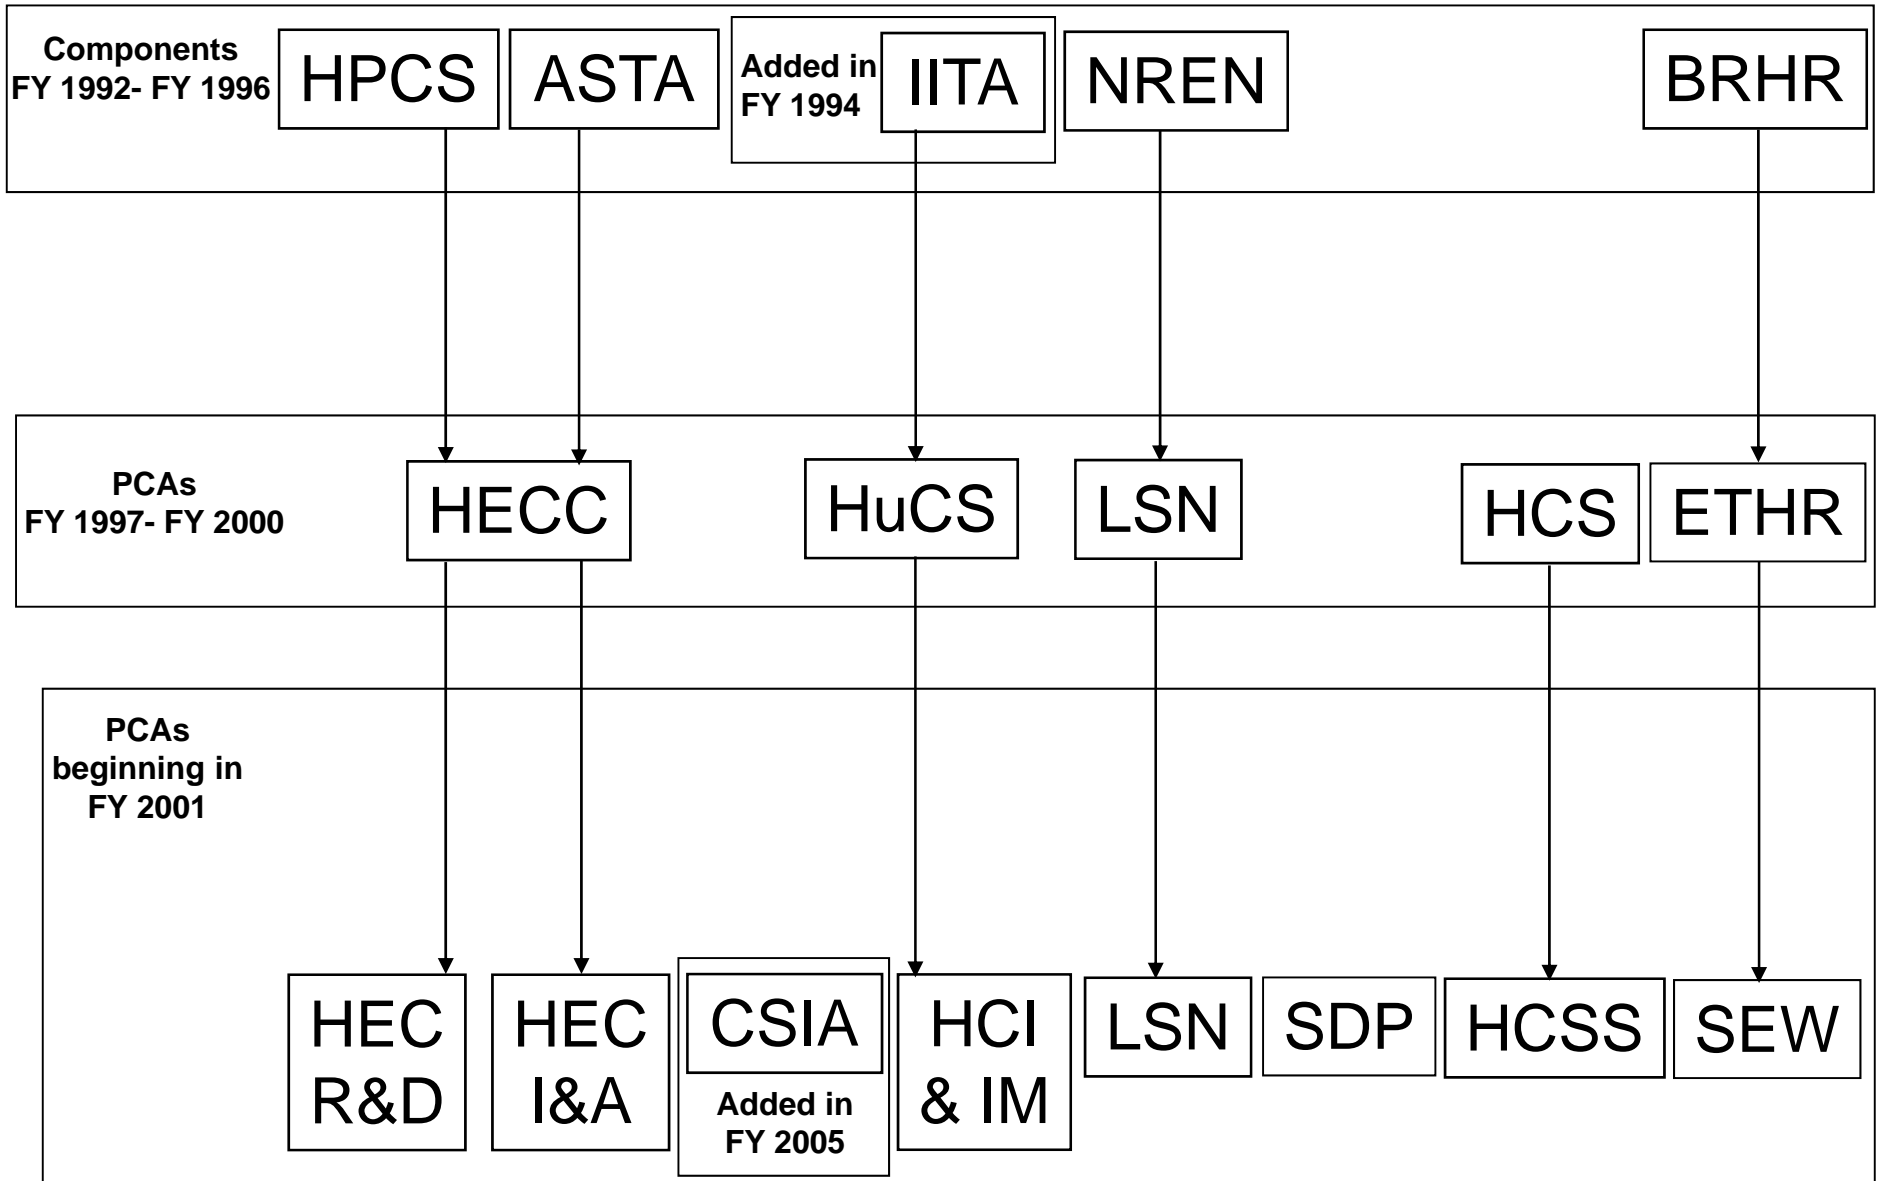 Components
FY 1992- FY 1996
HPCS
ASTA
Added in
FY 1994
IITA
NREN
BRHR
PCAs
FY 1997- FY 2000
HECC
HuCS
LSN
HCS
ETHR
PCAs
beginning in
FY 2001
HEC
R&D
HEC
I&A
CSIA
Added in
FY 2005
HCI
& IM
LSN
SDP
HCSS
SEW